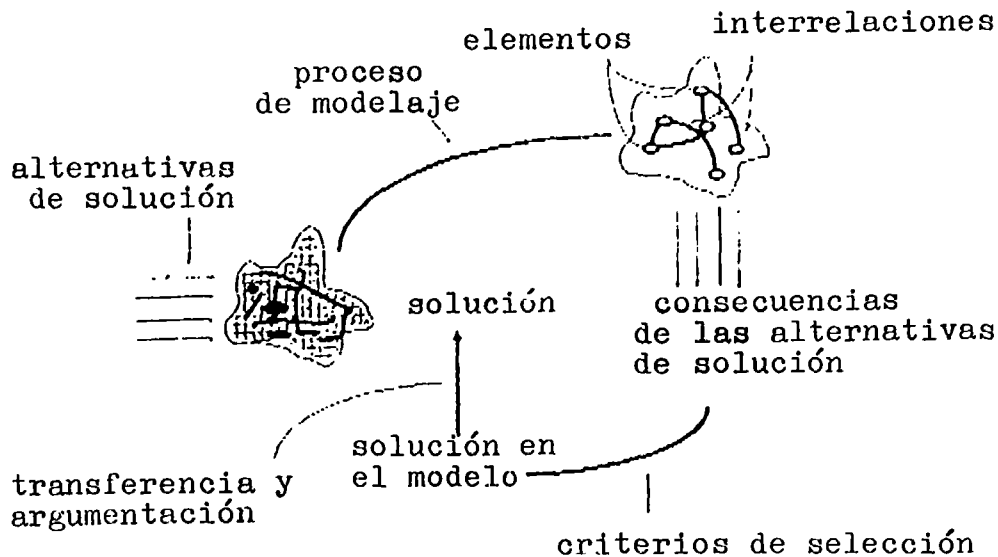 elementos
interrelaciones
proceso
de modelaje
alternativas
de solución
solución
consecuencias
de las alternativas
de solución
solución en
el modelo
transferencia y
argumentación
criterios de selección